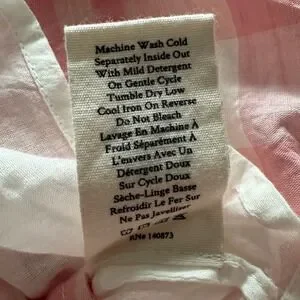 Machine Wash Cold
Separately Inside Out
With Mild Detergent
On Gentle Cycle
Tumble Dry Low
Cool Iron On Reverse
Do Not Bleach
Lavage En Machine À
Froid Séparément À
L'envers Avec Un
Détergent Doux
Sur Cycle Doux
Sèche-Linge Basse
Refroidir Le Fer Sur
Ne Pas Javelliser
RN# 140873